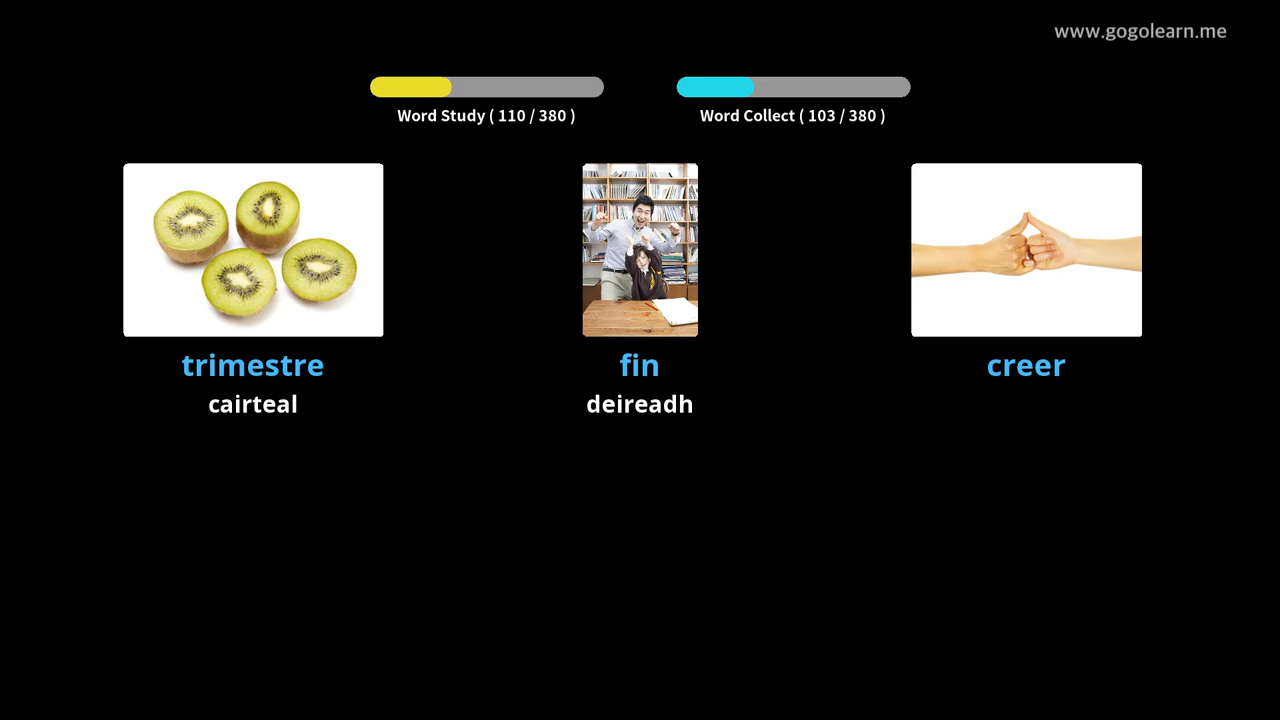 www.gogolearn.me
Word Study ( 110 / 380 )
Word Collect ( 103 / 380 )
trimestre
cairteal
fin
deireadh
creer